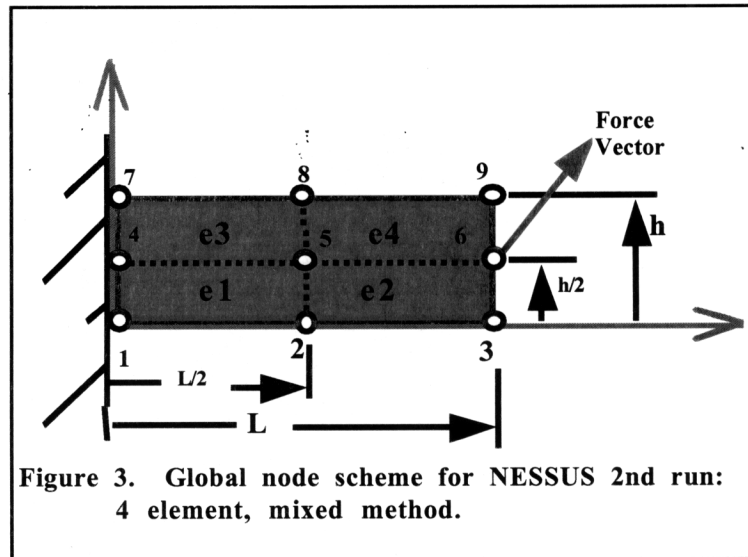 Force
Vector
7 8 9
4 e3 5 e4 6
h
e1 e2
h/2
1 2 3
L/2
L
Figure 3. Global node scheme for NESSUS 2nd run:
4 element, mixed method.